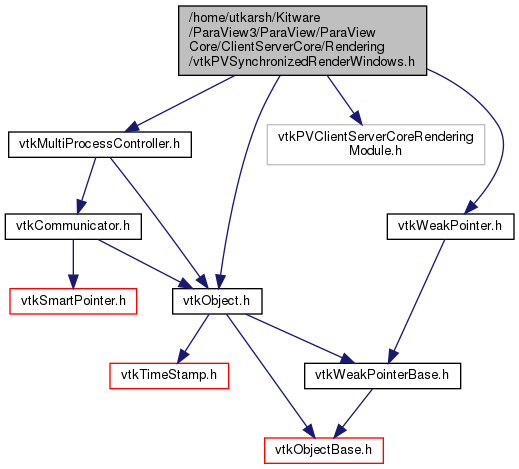 /home/utkarsh/Kitware
/ParaView3/ParaView/ParaView
Core/ClientServerCore/Rendering
/vtkPVSynchronizedRenderWindows.h
vtkMultiProcessController.h
vtkPVClientServerCoreRendering
Module.h
vtkCommunicator.h
vtkWeakPointer.h
vtkSmartPointer.h
vtkObject.h
vtkTimeStamp.h
vtkWeakPointerBase.h
vtkObjectBase.h